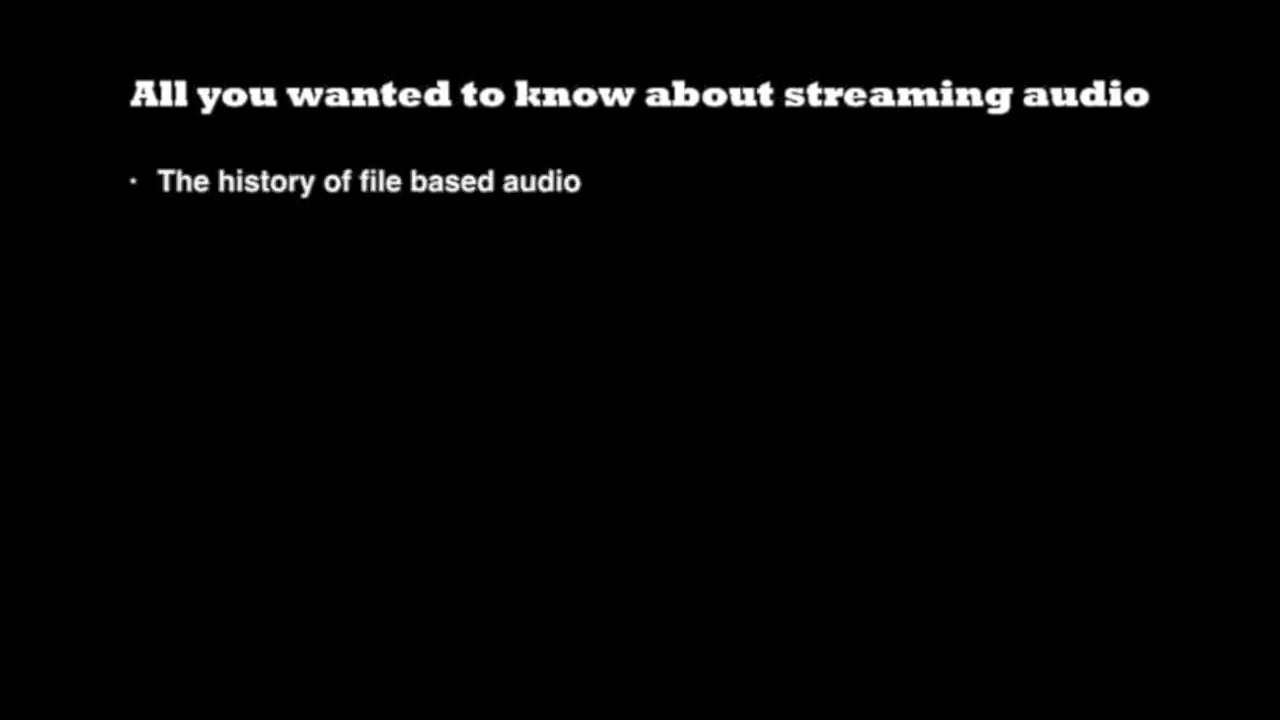 All you wanted to know about streaming audio
· The history of file based audio